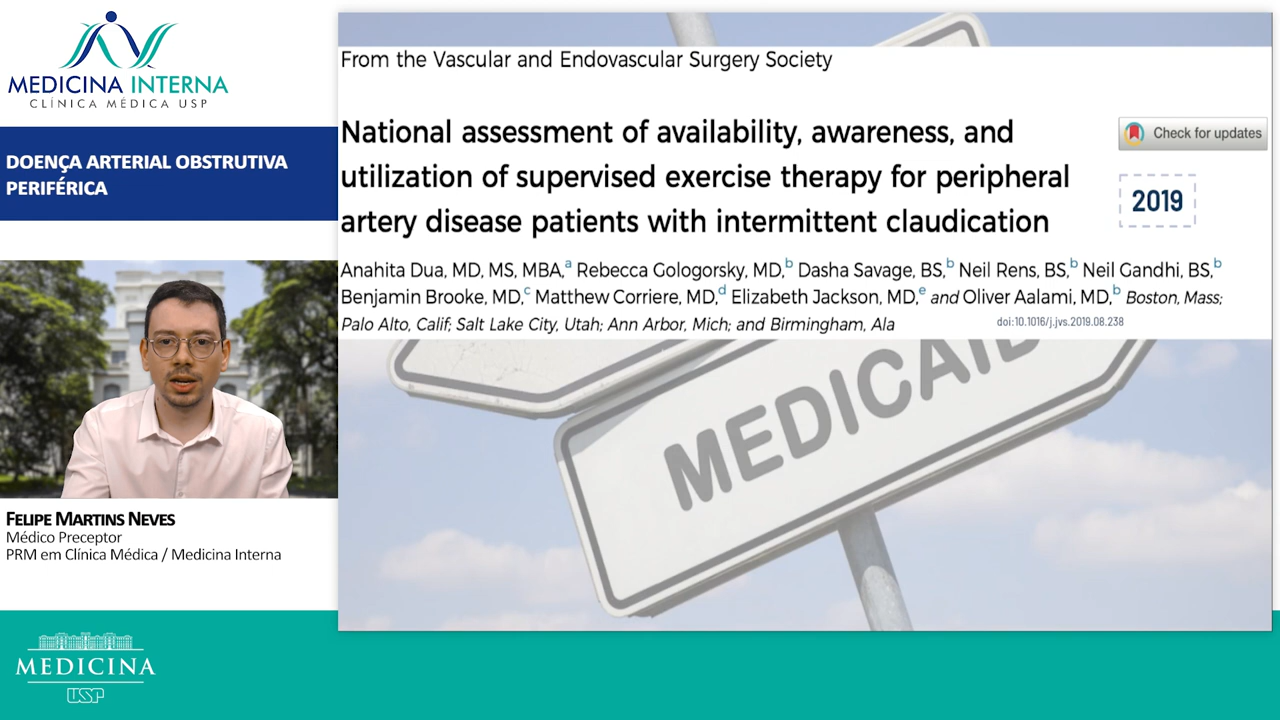 MEDICINA INTERNA
CLÍNICA MÉDICA USP
DOENÇA ARTERIAL OBSTRUTIVA
PERIFÉRICA
FELIPE MARTINS NEVES
Médico Preceptor
PRM em Clínica Médica / Medicina Interna
MEDICINA
USP
From the Vascular and Endovascular Surgery Society
National assessment of availability, awareness, and
utilization of supervised exercise therapy for peripheral
artery disease patients with intermittent claudication
Check for updates
2019
Anahita Dua, MD, MS, MBA,a Rebecca Gologorsky, MD,b Dasha Savage, BS,b Neil Rens, BS,b Neil Gandhi, BS,b
Benjamin Brooke, MD,c Matthew Corriere, MD,d Elizabeth Jackson, MD,e and Oliver Aalami, MD,b Boston, Mass;
Palo Alto, Calif; Salt Lake City, Utah; Ann Arbor, Mich; and Birmingham, Ala
doi:10.1016/j.jvs.2019.08.238
MEDICAID